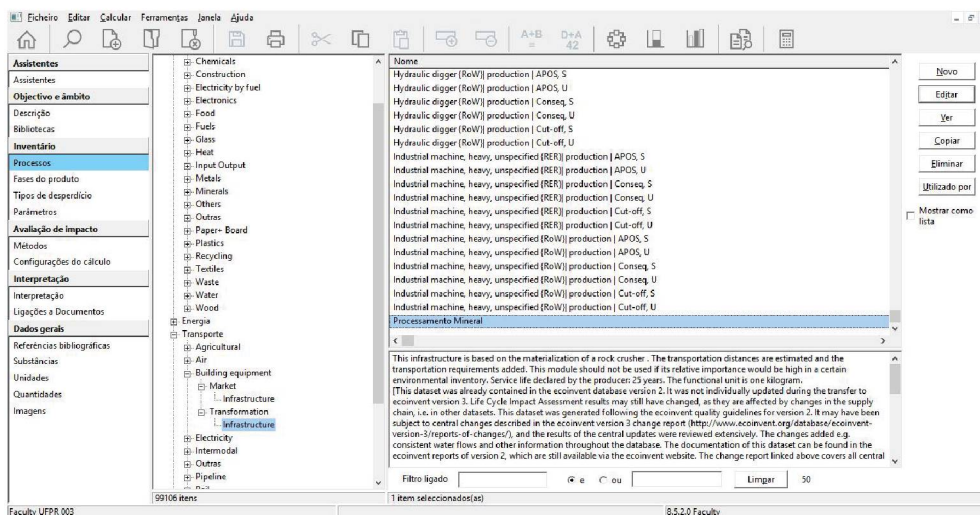 Ficheiro Editar Calcular Ferramentas Janela Ajuda
A+B
=
D+A
42
Assistentes
Assistentes
Objectivo e âmbito
Descrição
Bibliotecas
Inventário
Processos
Fases do produto
Tipos de desperdício
Parâmetros
Avaliação de impacto
Métodos
Configurações do cálculo
Interpretação
Interpretação
Ligações a Documentos
Dados gerais
Referências bibliográficas
Substâncias
Unidades
Quantidades
Imagens
Chemicals
Construction
Electricity by fuel
Electronics
Food
Fuels
Glass
Heat
Input Output
Metals
Minerals
Others
Outras
Paper+ Board
Plastics
Recycling
Textiles
Waste
Water
Wood
Energia
Transporte
Agricultural
Air
Building equipment
Market
Infrastructure
Transformation
Infrastructure
Electricity
Intermodal
Outras
Pipeline
99106 itens
Nome
Hydraulic digger {RoW}| production | APOS, S
Hydraulic digger {RoW}| production | APOS, U
Hydraulic digger {RoW}| production | Conseq, S
Hydraulic digger {RoW}| production | Conseq, U
Hydraulic digger {RoW}| production | Cut-off, S
Hydraulic digger {RoW}| production | Cut-off, U
Industrial machine, heavy, unspecified {RER}| production | APOS, S
Industrial machine, heavy, unspecified {RER}| production | APOS, U
Industrial machine, heavy, unspecified {RER}| production | Conseq, S
Industrial machine, heavy, unspecified {RER}| production | Conseq, U
Industrial machine, heavy, unspecified {RER}| production | Cut-off, S
Industrial machine, heavy, unspecified {RER}| production | Cut-off, U
Industrial machine, heavy, unspecified {RoW}| production | APOS, S
Industrial machine, heavy, unspecified {RoW}| production | APOS, U
Industrial machine, heavy, unspecified {RoW}| production | Conseq, S
Industrial machine, heavy, unspecified {RoW}| production | Conseq, U
Industrial machine, heavy, unspecified {RoW}| production | Cut-off, S
Industrial machine, heavy, unspecified {RoW}| production | Cut-off, U
Processamento Mineral
This infrastructure is based on the materialization of a rock crusher . The transportation distances are estimated and the
transportation requirements added. This module should not be used if its relative importance would be high in a certain
environmental inventory. Service life declared by the producer: 25 years. The functional unit is one kilogram.
[This dataset was already contained in the ecoinvent database version 2. It was not individually updated during the transfer to
ecoinvent version 3. Life Cycle Impact Assessment results may still have changed, as they are affected by changes in the supply
chain, i.e. in other datasets. This dataset was generated following the ecoinvent quality guidelines for version 2. It may have been
subject to central changes described in the ecoinvent version 3 change report (http://www.ecoinvent.org/database/ecoinvent-
version-3/reports-of-changes/), and the results of the central updates were reviewed extensively. The changes added e.g.
consistent water flows and other information throughout the database. The documentation of this dataset can be found in the
ecoinvent reports of version 2, which are still available via the ecoinvent website. The change report linked above covers all central
Filtro ligado e ou Limpar 50
1 item seleccionados(as)
Novo
Editar
Ver
Copiar
Eliminar
Utilizado por
Mostrar como
lista
Faculty UFPR 003
8.5.2.0 Faculty